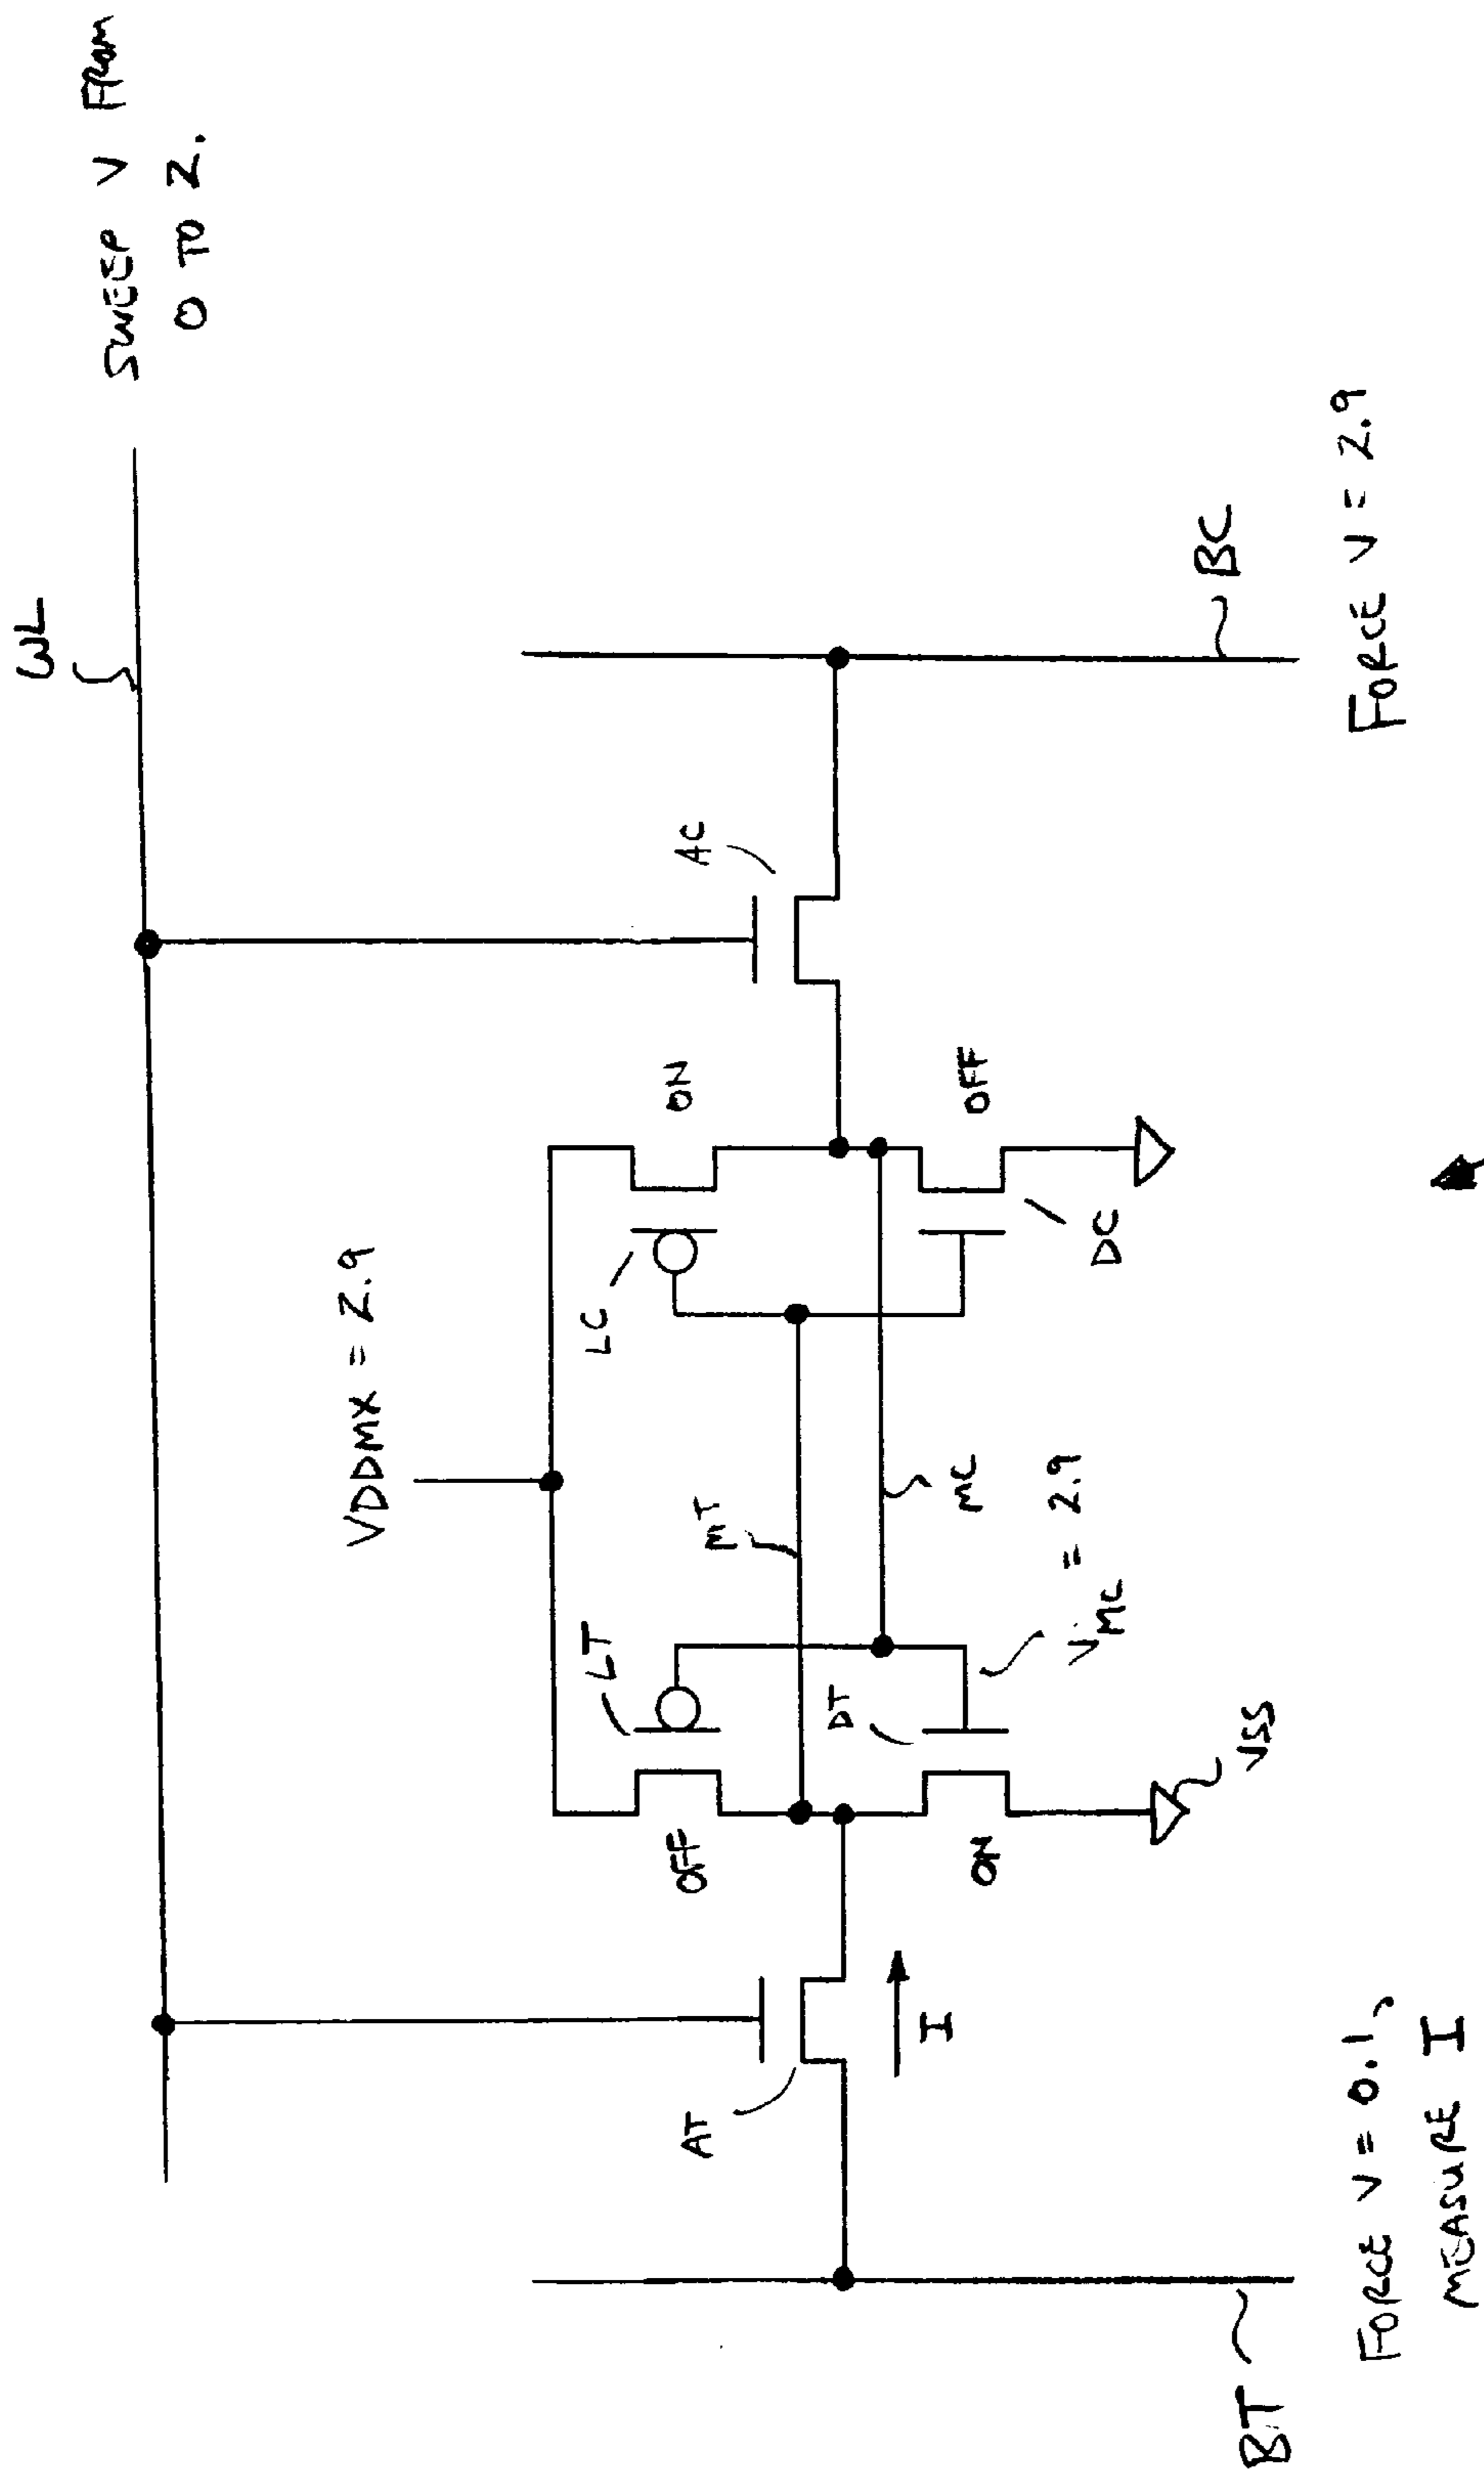 WL
SWEEP V FROM
0 TO 2.
VDDMX = 2.9
LT
LC
OFF
ON
MT
AT
AC
I
DT
MC
ON
OFF
VMC = 2.9
DC
VSS
BT
BC
FORCE V = 0.1,
MEASURE I
FORCE V = 2.9